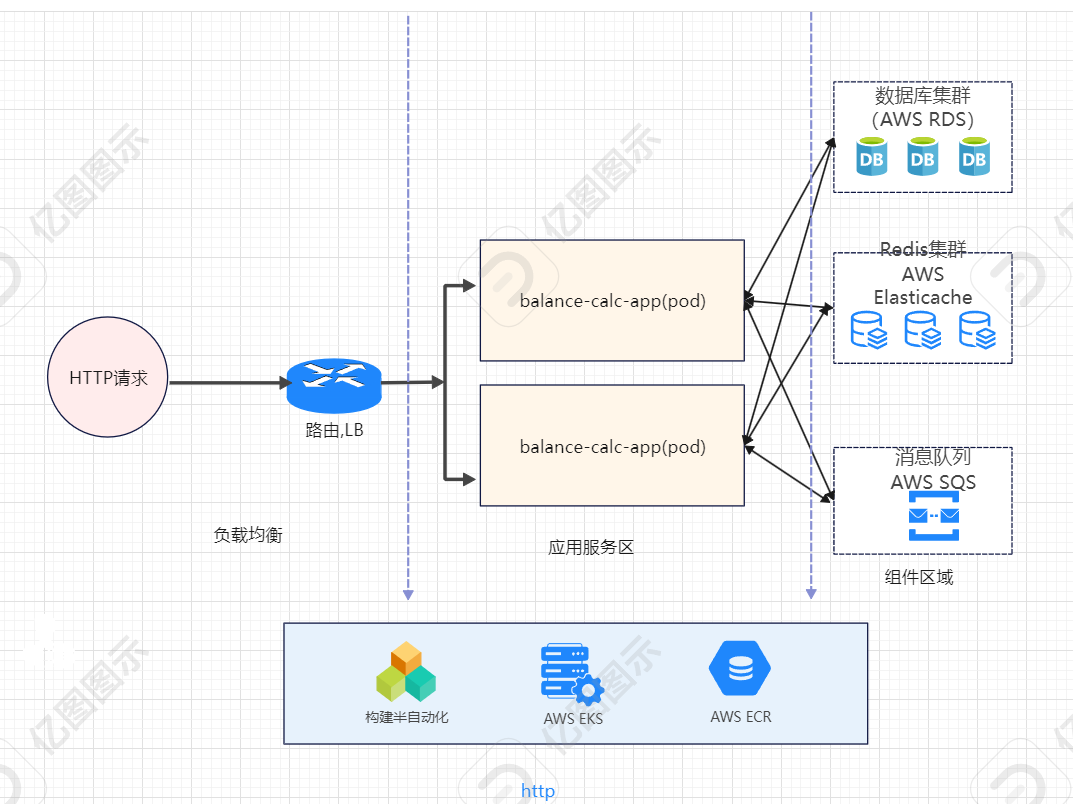 数据库集群
(AWS RDS)
DB
DB
DB
Redis集群
AWS
Elasticache
balance-calc-app(pod)
HTTP请求
路由,LB
balance-calc-app(pod)
消息队列
AWS SQS
负载均衡
应用服务区
组件区域
构建半自动化
AWS EKS
AWS ECR
http
亿图图示
亿图图示
亿图图示
亿图图示